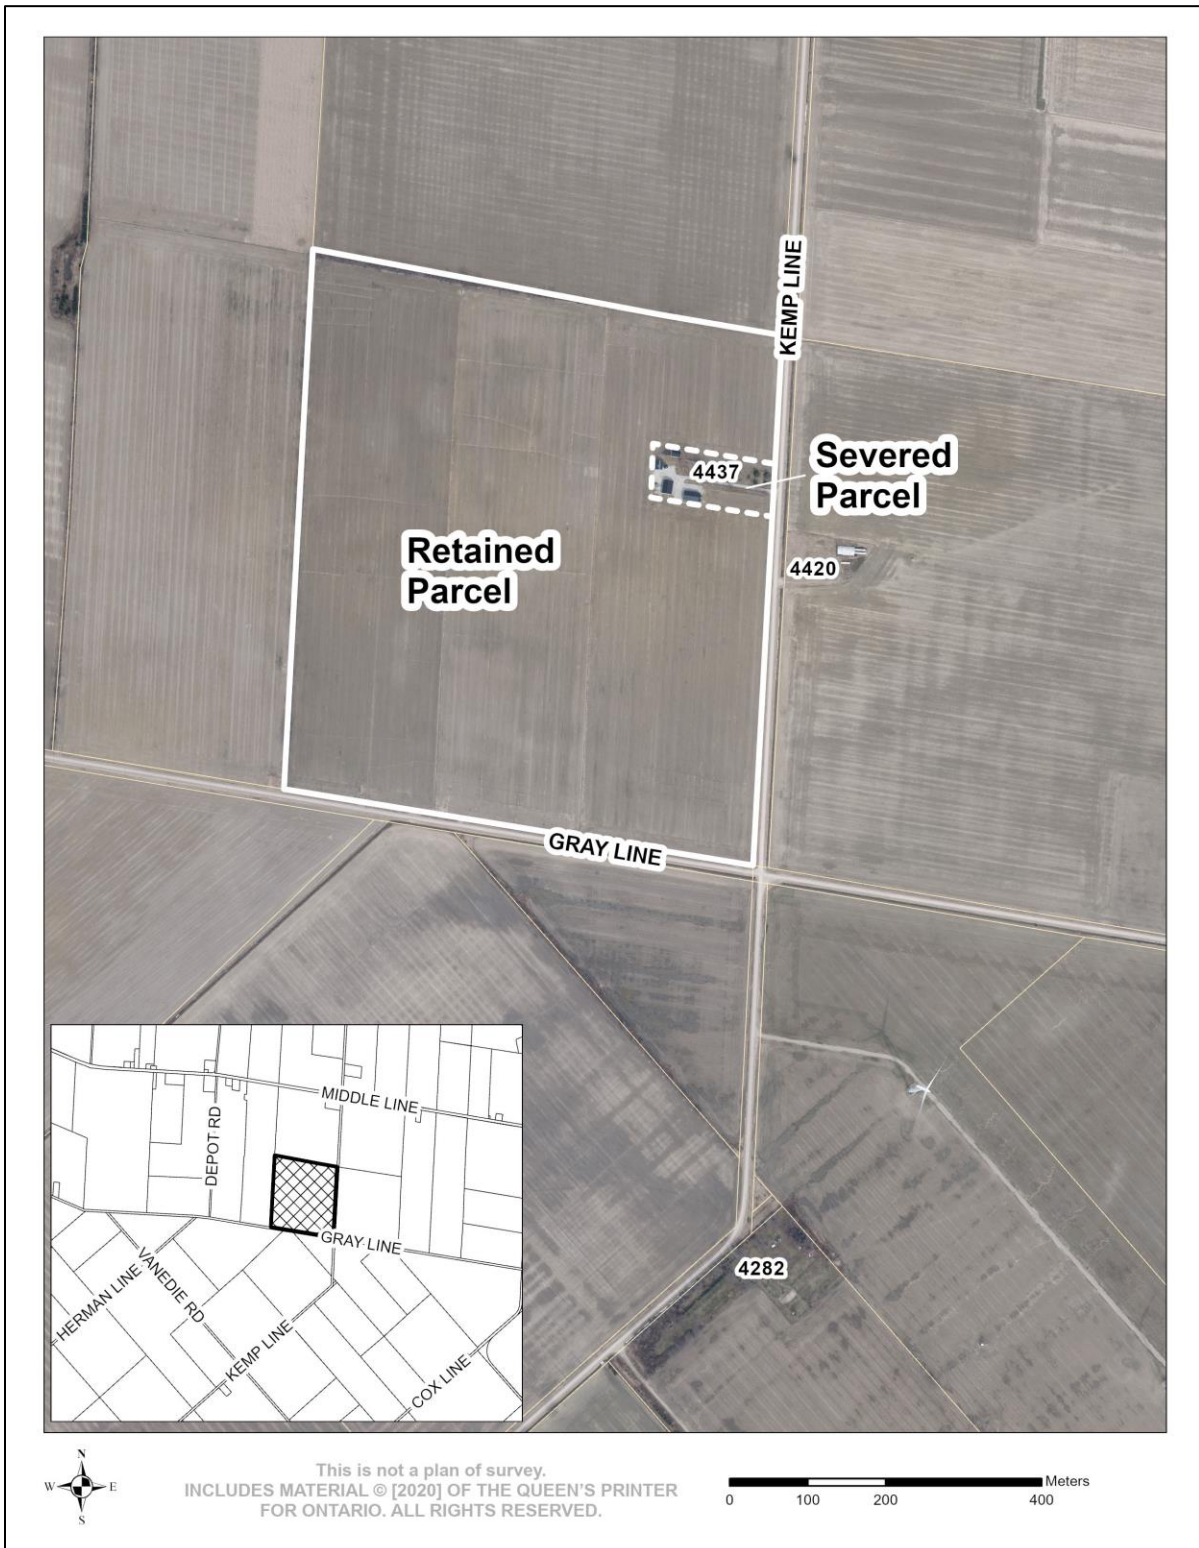 KEMP LINE
4437
Severed
Parcel
Retained
Parcel
4420
GRAY LINE
MIDDLE LINE
DEPOT RD
GRAY LINE
VANEDIE RD
HERMAN LINE
KEMP LINE
COX LINE
4282
N
W E
S
This is not a plan of survey.
INCLUDES MATERIAL © [2020] OF THE QUEEN'S PRINTER
FOR ONTARIO. ALL RIGHTS RESERVED.
Meters
0 100 200 400